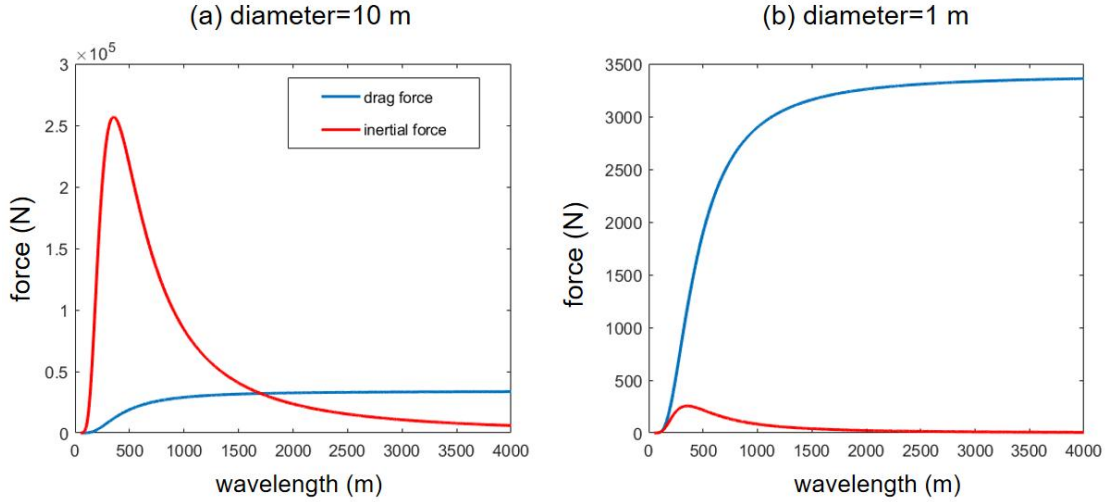 (a) diameter=10 m
×10⁵
3
2.5
2
1.5
1
0.5
0
force (N)
drag force
inertial force
0 500 1000 1500 2000 2500 3000 3500 4000
wavelength (m)
(b) diameter=1 m
3500
3000
2500
2000
1500
1000
500
0
force (N)
0 500 1000 1500 2000 2500 3000 3500 4000
wavelength (m)